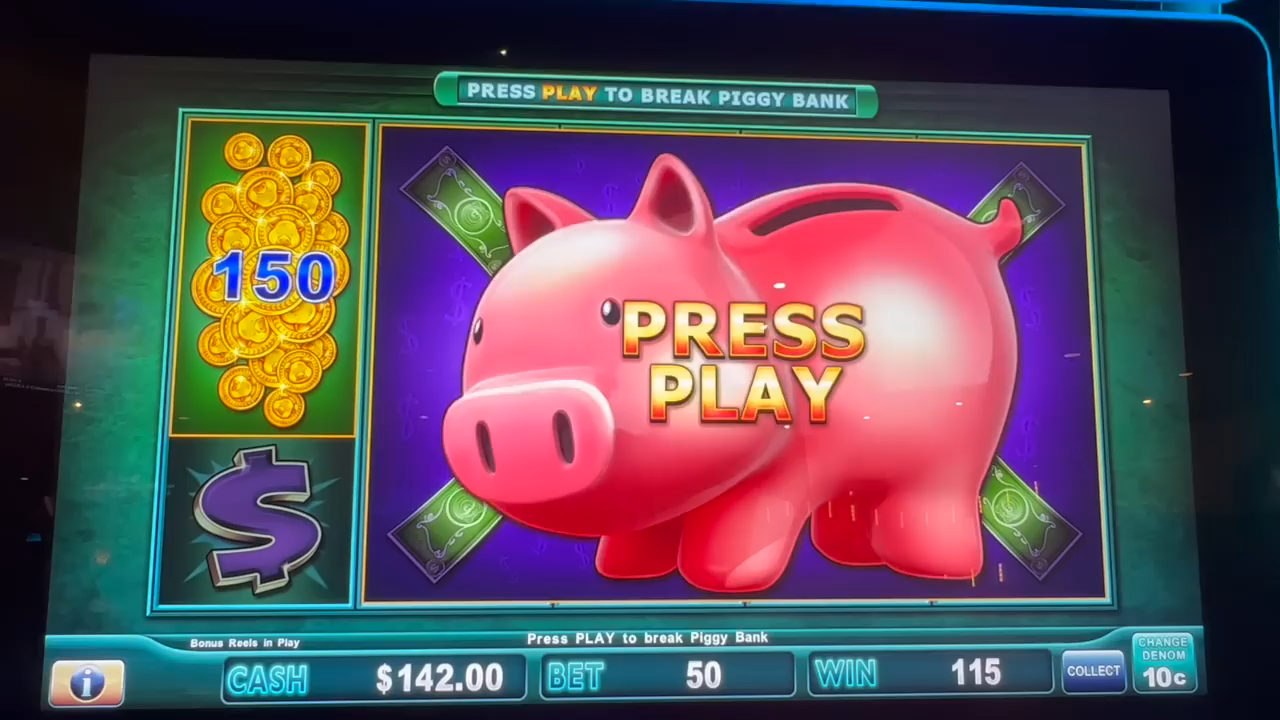 PRESS PLAY TO BREAK PIGGY BANK
150
PRESS
PLAY
$
Bonus Reels in Play
Press PLAY to break Piggy Bank
CASH $142.00
BET 50
WIN 115
COLLECT
CHANGE
DENOM
10¢
i